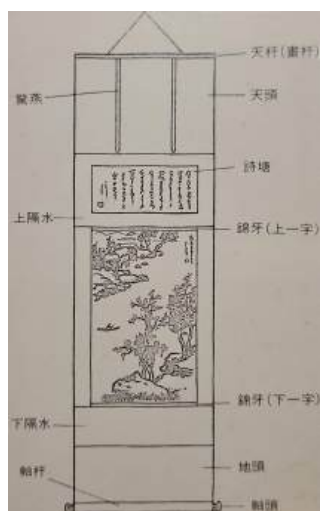 天杆(畫杆)
驚燕
天頭
詩塘
上隔水
錦牙(上一字)
錦牙(下一字)
下隔水
地頭
軸杆
軸頭